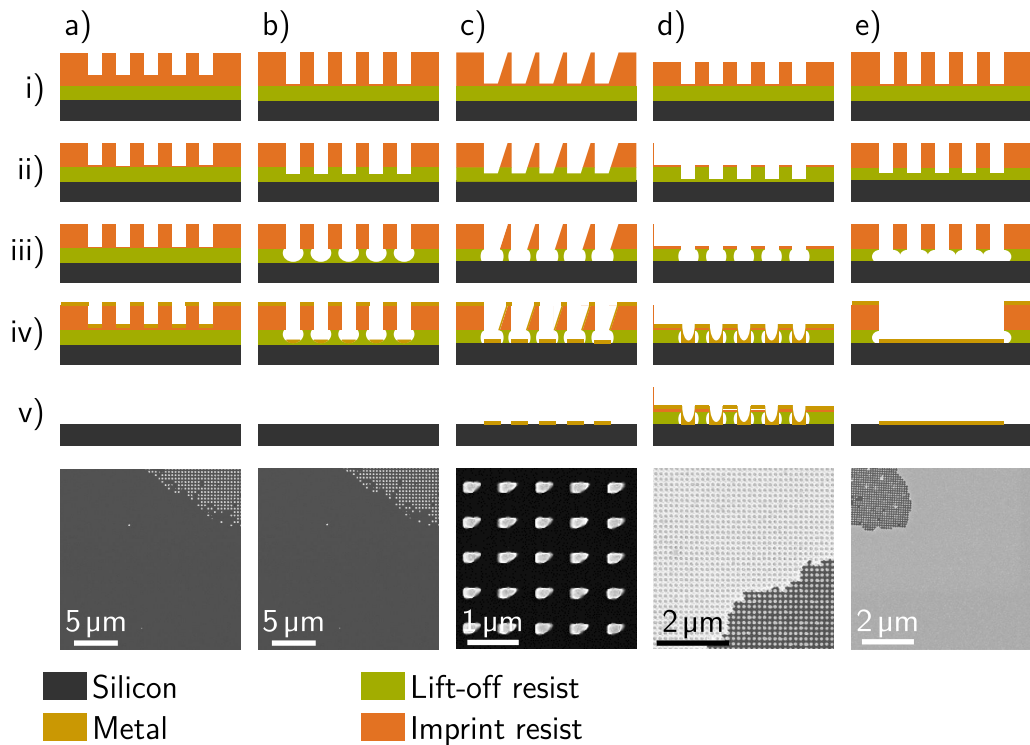 a) b) c) d) e)
i)
ii)
iii)
iv)
v)
5 µm 5 µm 1 µm 2 µm 2 µm
Silicon Lift-off resist
Metal Imprint resist